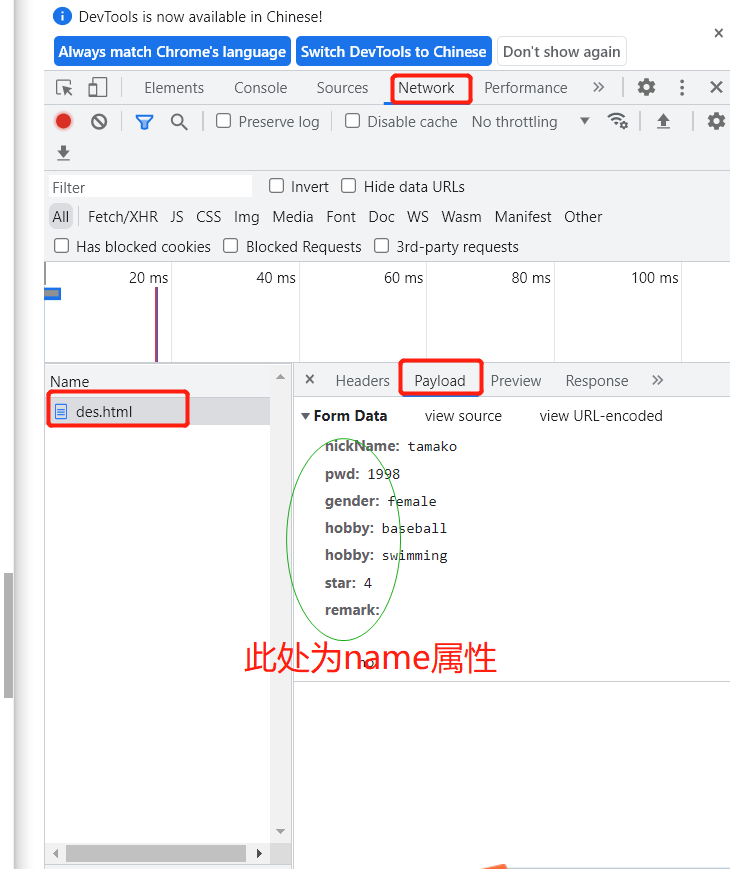 DevTools is now available in Chinese!
Always match Chrome's language Switch DevTools to Chinese Don't show again
Elements Console Sources Network Performance
Preserve log Disable cache No throttling
Filter Invert Hide data URLs
All Fetch/XHR JS CSS Img Media Font Doc WS Wasm Manifest Other
Has blocked cookies Blocked Requests 3rd-party requests
20 ms 40 ms 60 ms 80 ms 100 ms
Name Headers Payload Preview Response
des.html Form Data view source view URL-encoded
nickName: tamako
pwd: 1998
gender: female
hobby: baseball
hobby: swimming
star: 4
remark:
此处为name属性